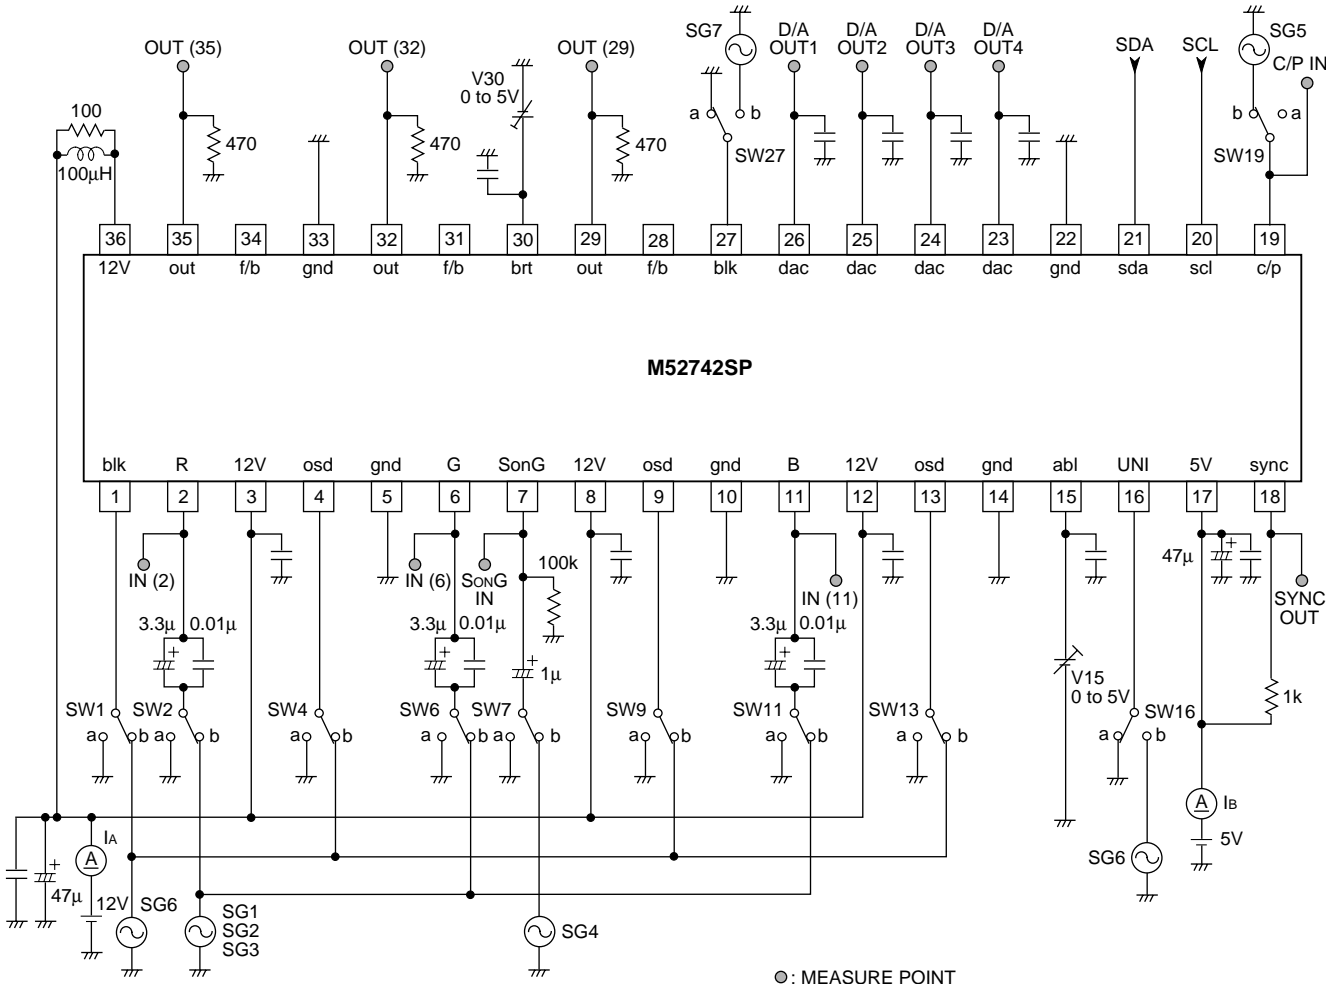 SG7
D/A OUT1
D/A OUT2
D/A OUT3
D/A OUT4
SG5
OUT (35)
OUT (32)
OUT (29)
SDA
SCL
C/P IN
V30
0 to 5V
100
100µH
470
470
470
a
b
SW27
b
a
SW19
36
35
34
33
32
31
30
29
28
27
26
25
24
23
22
21
20
19
12V
out
f/b
gnd
out
f/b
brt
out
f/b
blk
dac
dac
dac
dac
gnd
sda
scl
c/p
M52742SP
blk
R
12V
osd
gnd
G
SonG
12V
osd
gnd
B
12V
osd
gnd
abl
UNI
5V
sync
1
2
3
4
5
6
7
8
9
10
11
12
13
14
15
16
17
18
IN (2)
IN (6)
SONG
IN
100k
IN (11)
47µ
+
SYNC
OUT
3.3µ
0.01µ
+
3.3µ
0.01µ
+
+
1µ
3.3µ
0.01µ
+
V15
0 to 5V
1k
SW1
SW2
SW4
SW6
SW7
SW9
SW11
SW13
SW16
a
b
a
b
a
b
a
b
a
b
a
b
a
b
a
b
a
b
IA
A
IB
A
5V
+
47µ
12V
SG6
SG1
SG2
SG3
SG4
SG6
: MEASURE POINT